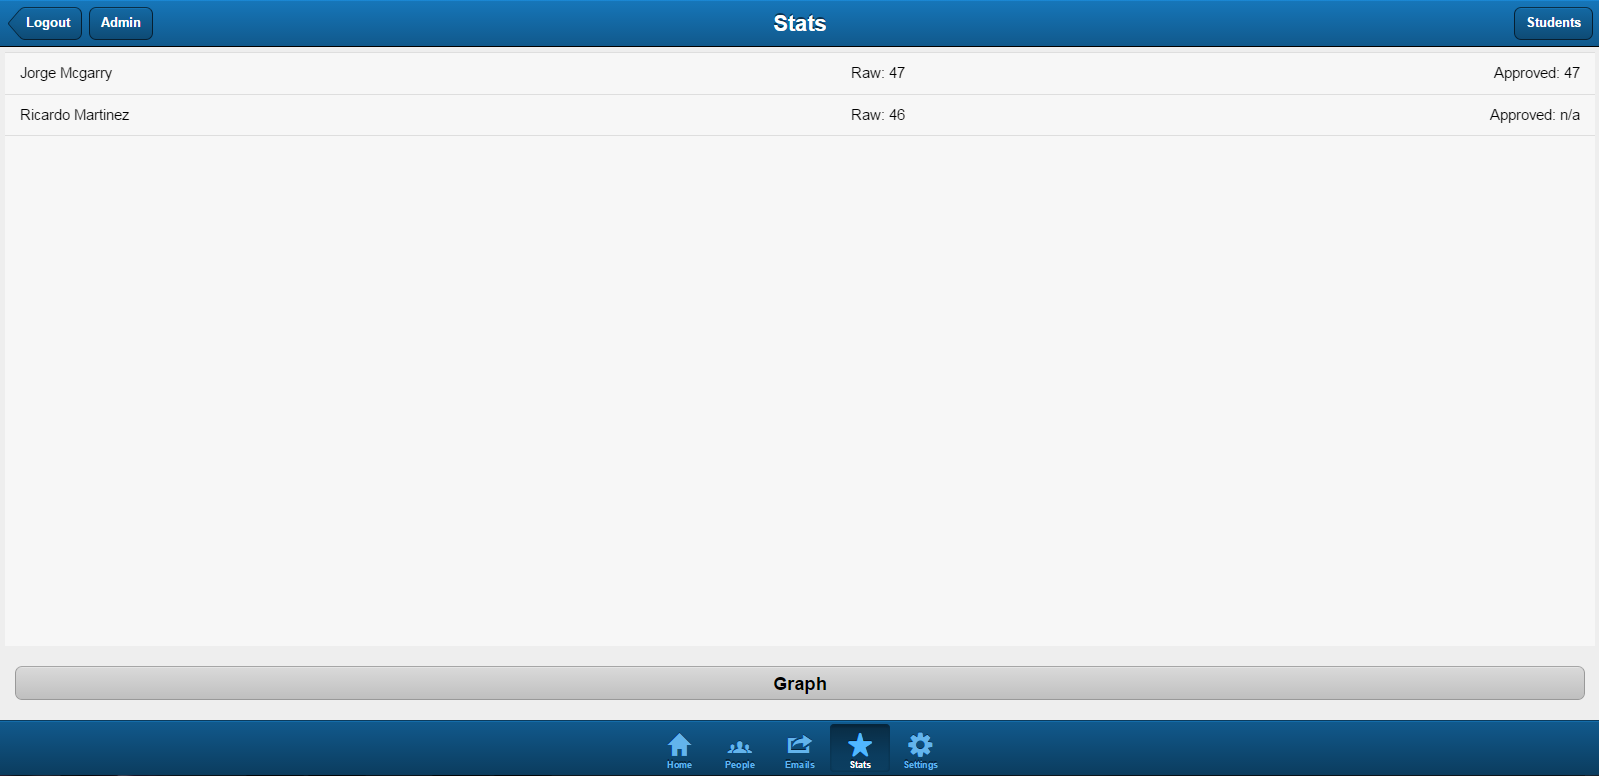 Logout Admin Stats Students
Jorge Mcgarry Raw: 47 Approved: 47
Ricardo Martinez Raw: 46 Approved: n/a
Graph
Home People Emails Stats Settings